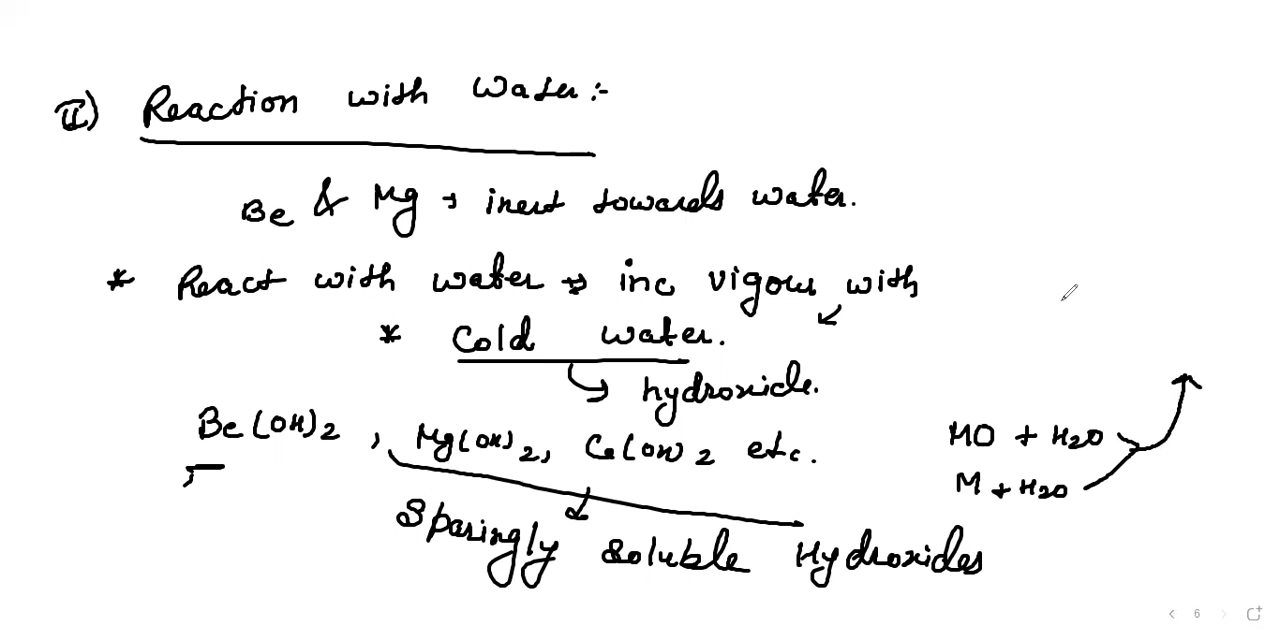 II) Reaction with Water :-
Be & Mg → inert towards water.
* React with water → inc vigour with
* Cold water.
hydroxide.
Be(OH)2 , Mg(OH)2, Ca(OH)2 etc.
MO + H2O
M + H2O
Sparingly soluble Hydroxides
6